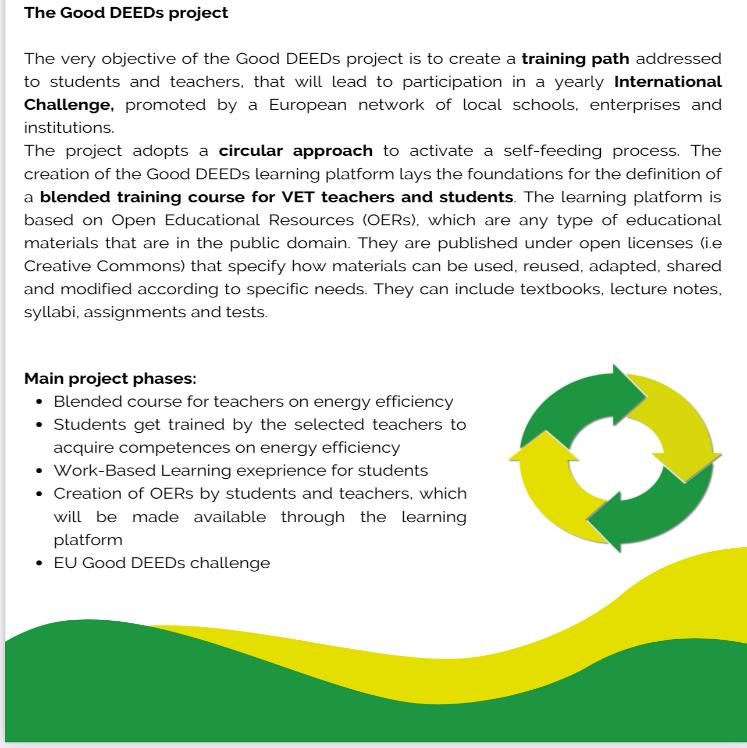 The Good DEEDs project
The very objective of the Good DEEDs project is to create a training path addressed
to students and teachers, that will lead to participation in a yearly International
Challenge, promoted by a European network of local schools, enterprises and
institutions.
The project adopts a circular approach to activate a self-feeding process. The
creation of the Good DEEDs learning platform lays the foundations for the definition of
a blended training course for VET teachers and students. The learning platform is
based on Open Educational Resources (OERs), which are any type of educational
materials that are in the public domain. They are published under open licenses (i.e
Creative Commons) that specify how materials can be used, reused, adapted, shared
and modified according to specific needs. They can include textbooks, lecture notes,
syllabi, assignments and tests.
Main project phases:
• Blended course for teachers on energy efficiency
• Students get trained by the selected teachers to
acquire competences on energy efficiency
• Work-Based Learning exeprience for students
• Creation of OERs by students and teachers, which
will be made available through the learning
platform
• EU Good DEEDs challenge